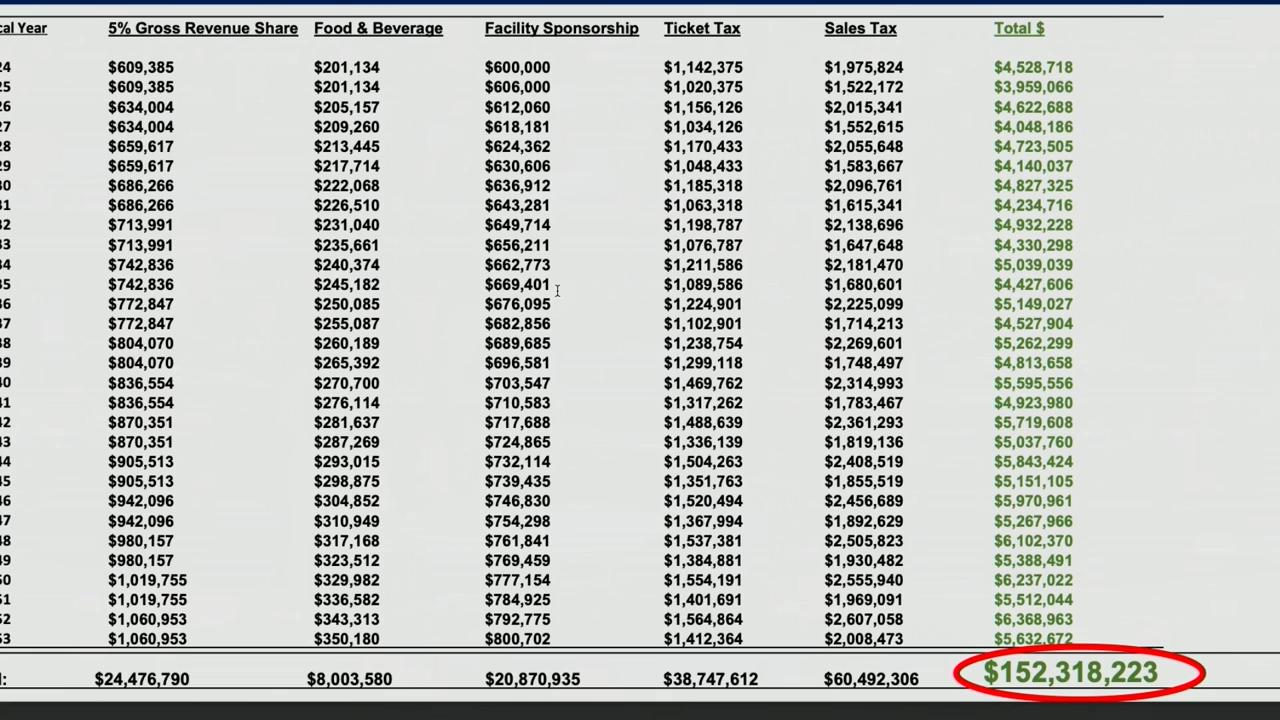 cal Year 5% Gross Revenue Share Food & Beverage Facility Sponsorship Ticket Tax Sales Tax Total $
24 $609,385 $201,134 $600,000 $1,142,375 $1,975,824 $4,528,718
25 $609,385 $201,134 $606,000 $1,020,375 $1,522,172 $3,959,066
26 $634,004 $205,157 $612,060 $1,156,126 $2,015,341 $4,622,688
27 $634,004 $209,260 $618,181 $1,034,126 $1,552,615 $4,048,186
28 $659,617 $213,445 $624,362 $1,170,433 $2,055,648 $4,723,505
29 $659,617 $217,714 $630,606 $1,048,433 $1,583,667 $4,140,037
30 $686,266 $222,068 $636,912 $1,185,318 $2,096,761 $4,827,325
31 $686,266 $226,510 $643,281 $1,063,318 $1,615,341 $4,234,716
32 $713,991 $231,040 $649,714 $1,198,787 $2,138,696 $4,932,228
33 $713,991 $235,661 $656,211 $1,076,787 $1,647,648 $4,330,298
34 $742,836 $240,374 $662,773 $1,211,586 $2,181,470 $5,039,039
35 $742,836 $245,182 $669,401 $1,089,586 $1,680,601 $4,427,606
36 $772,847 $250,085 $676,095 $1,224,901 $2,225,099 $5,149,027
37 $772,847 $255,087 $682,856 $1,102,901 $1,714,213 $4,527,904
38 $804,070 $260,189 $689,685 $1,238,754 $2,269,601 $5,262,299
39 $804,070 $265,392 $696,581 $1,299,118 $1,748,497 $4,813,658
40 $836,554 $270,700 $703,547 $1,469,762 $2,314,993 $5,595,556
41 $836,554 $276,114 $710,583 $1,317,262 $1,783,467 $4,923,980
42 $870,351 $281,637 $717,688 $1,488,639 $2,361,293 $5,719,608
43 $870,351 $287,269 $724,865 $1,336,139 $1,819,136 $5,037,760
44 $905,513 $293,015 $732,114 $1,504,263 $2,408,519 $5,843,424
45 $905,513 $298,875 $739,435 $1,351,763 $1,855,519 $5,151,105
46 $942,096 $304,852 $746,830 $1,520,494 $2,456,689 $5,970,961
47 $942,096 $310,949 $754,298 $1,367,994 $1,892,629 $5,267,966
48 $980,157 $317,168 $761,841 $1,537,381 $2,505,823 $6,102,370
49 $980,157 $323,512 $769,459 $1,384,881 $1,930,482 $5,388,491
50 $1,019,755 $329,982 $777,154 $1,554,191 $2,555,940 $6,237,022
51 $1,019,755 $336,582 $784,925 $1,401,691 $1,969,091 $5,512,044
52 $1,060,953 $343,313 $792,775 $1,564,864 $2,607,058 $6,368,963
53 $1,060,953 $350,180 $800,702 $1,412,364 $2,008,473 $5,632,672
: $24,476,790 $8,003,580 $20,870,935 $38,747,612 $60,492,306 $152,318,223